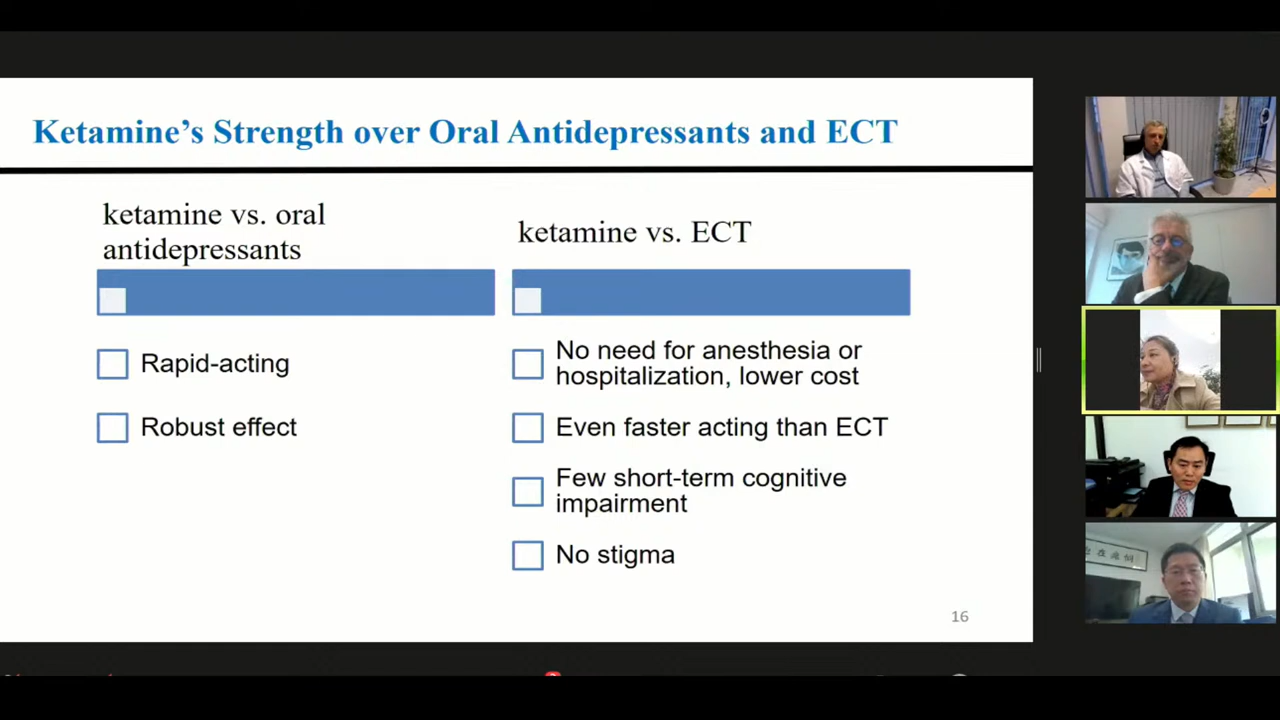 Ketamine’s Strength over Oral Antidepressants and ECT
ketamine vs. oral
antidepressants
Rapid-acting
Robust effect
ketamine vs. ECT
No need for anesthesia or
hospitalization, lower cost
Even faster acting than ECT
Few short-term cognitive
impairment
No stigma
16